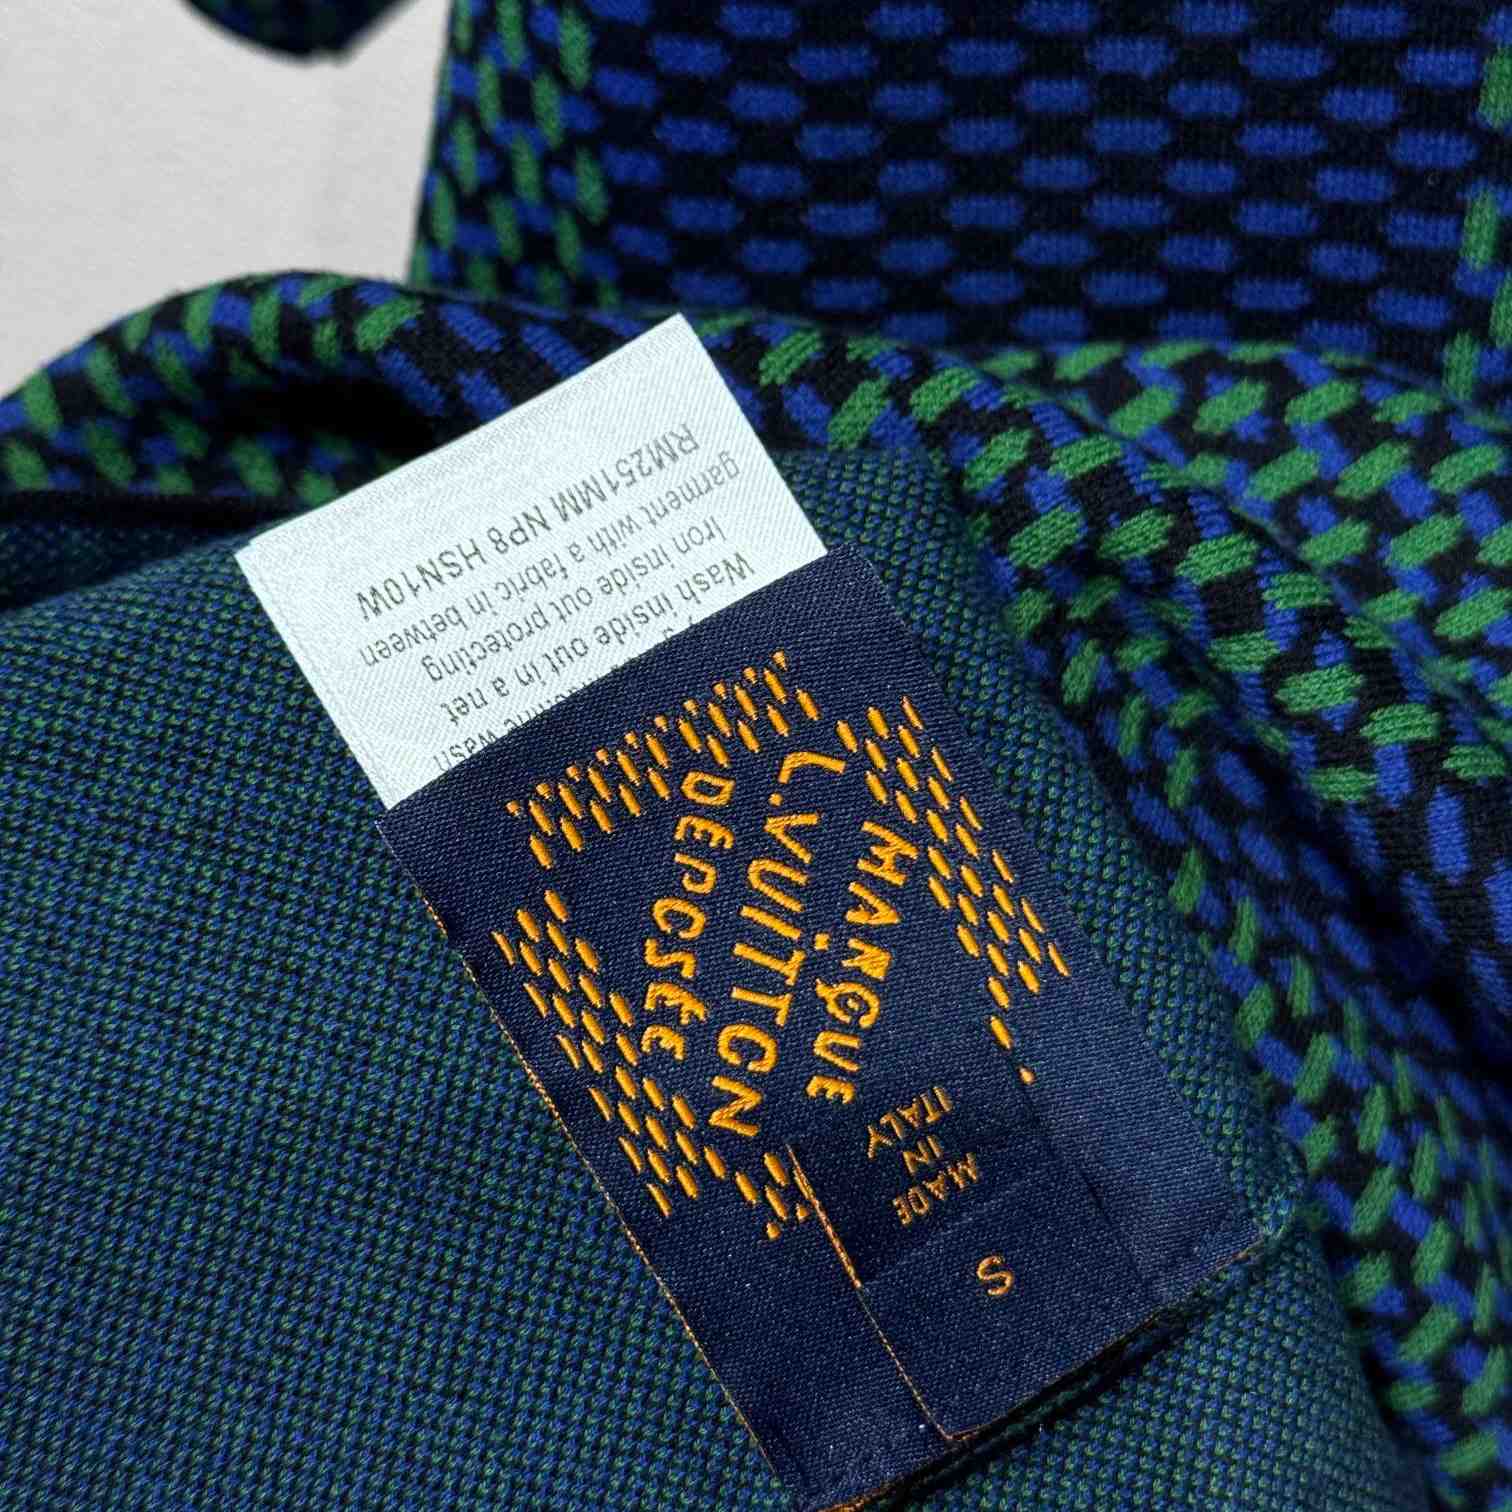 RM251MM NP8 HSN10W
garment with a fabric in between
Iron inside out protecting
Wash inside out in a net
MARQUE
L.VUITTON
DEPOSEE
MADE
IN
ITALY
S